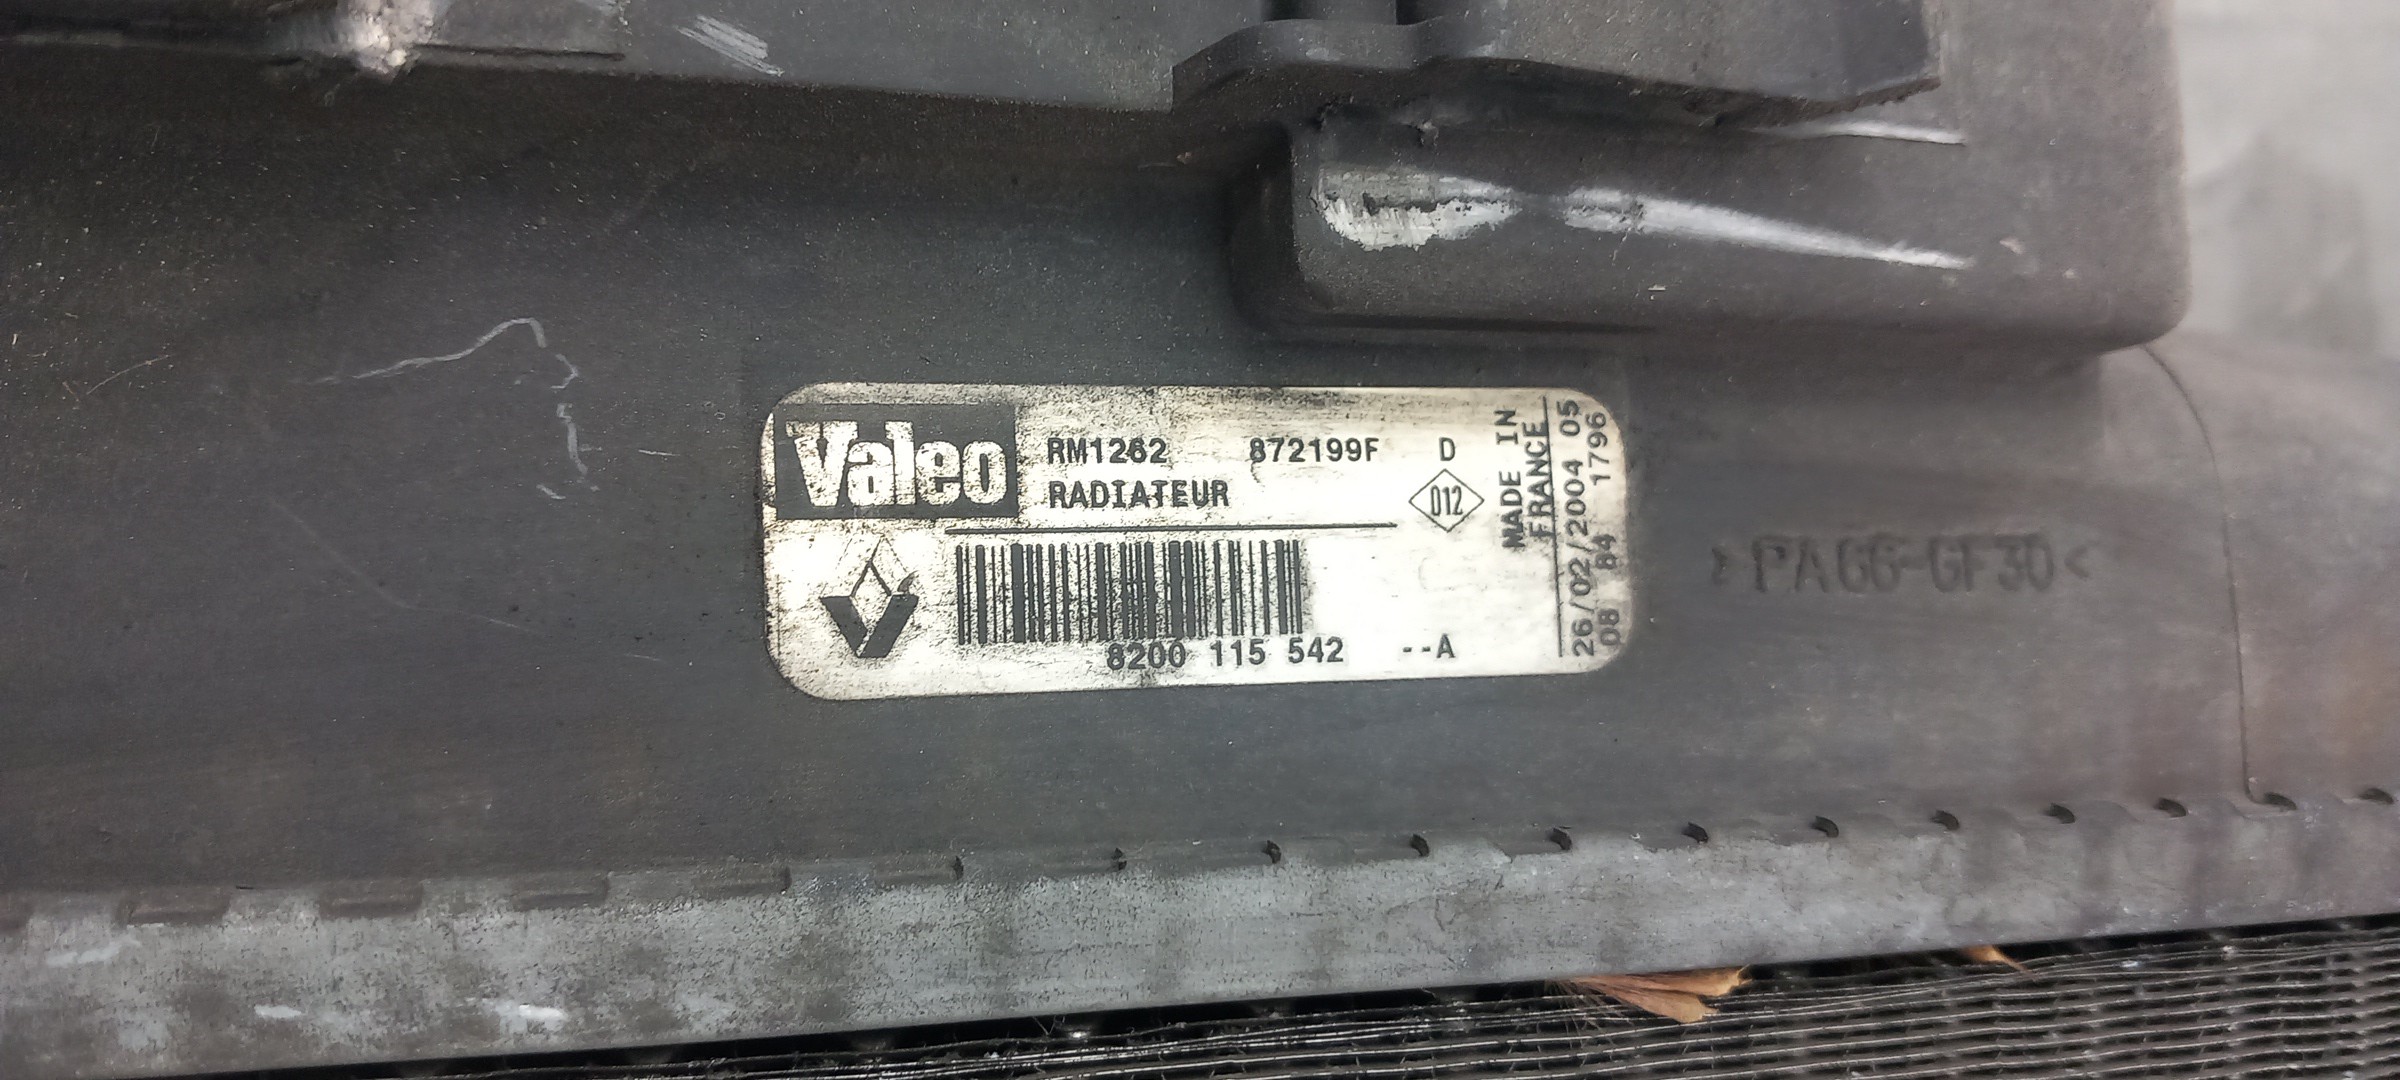 Valeo
RM1262 872199F D
RADIATEUR
D12
8200 115 542 --A
MADE IN
FRANCE
26/02/2004 05
08 84 1796
>PA66-GF30<